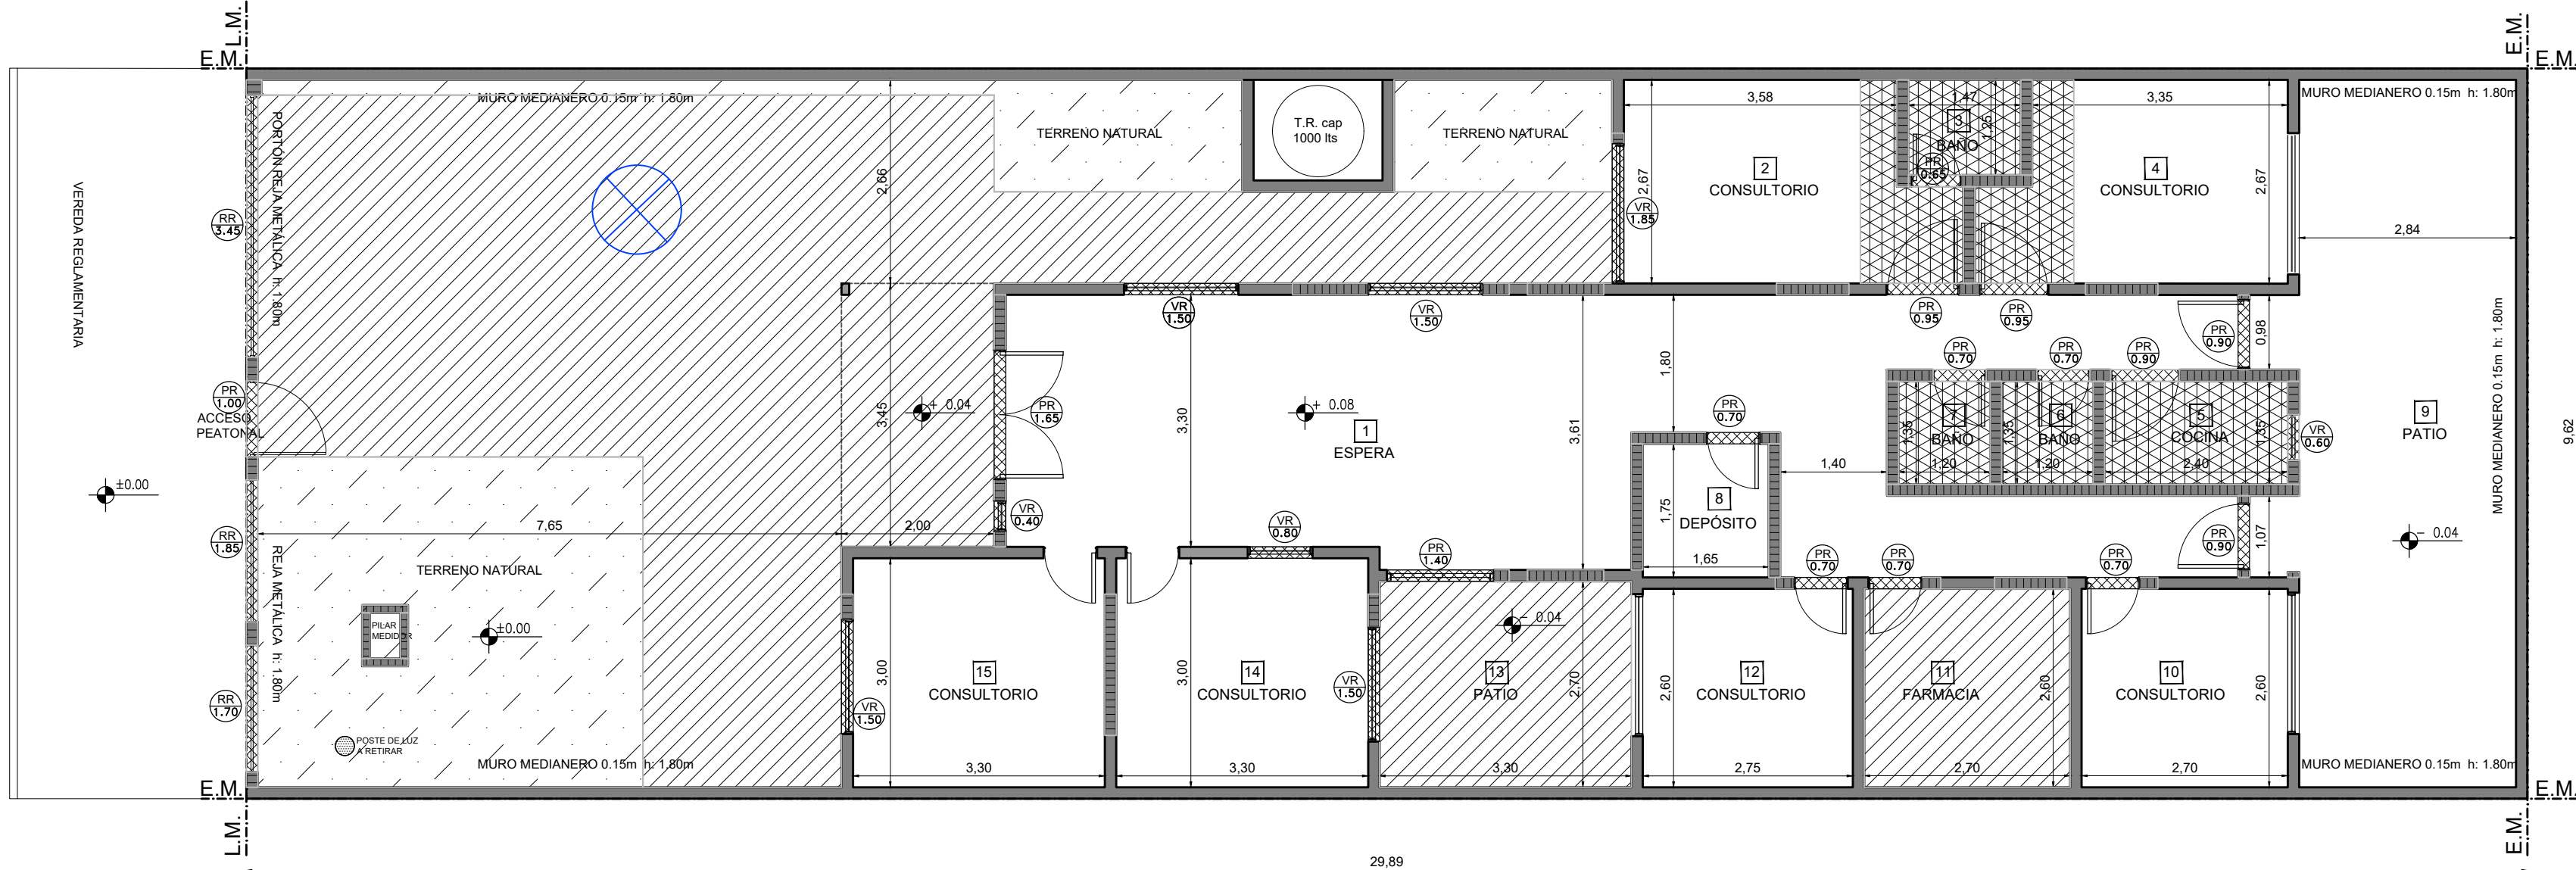 L.M.
E.M.
E.M.
E.M.
MURO MEDIANERO 0.15m h: 1.80m
TERRENO NATURAL
T.R. cap
1000 lts
TERRENO NATURAL
3,58
1,47
3,35
MURO MEDIANERO 0.15m h: 1.80m
VEREDA REGLAMENTARIA
PORTÓN REJA METÁLICA h: 1.80m
RR
3.45
2,66
2,67
VR
1.85
2
CONSULTORIO
3
BAÑO
1,25
PR
0.65
4
CONSULTORIO
2,67
2,84
VR
1.50
VR
1.50
PR
0.95
PR
0.95
PR
0.90
0,98
PR
0.70
PR
0.70
PR
0.90
MURO MEDIANERO 0.15m h: 1.80m
PR
1.00
ACCESO
PEATONAL
3,45
+ 0.04
PR
1.65
3,30
+ 0.08
1
ESPERA
3,61
1,80
PR
0.70
1,40
1,35
7
BAÑO
1,20
1,35
6
BAÑO
1,20
5
COCINA
2,40
1,35
VR
0.60
9
PATIO
9,62
±0.00
RR
1.85
7,65
2,00
VR
0.40
VR
0.80
PR
1.40
1,75
8
DEPÓSITO
1,65
PR
0.70
PR
0.70
PR
0.70
PR
0.90
1,07
- 0.04
REJA METÁLICA h: 1.80m
TERRENO NATURAL
PILAR
MEDIDOR
±0.00
RR
1.70
POSTE DE LUZ
A RETIRAR
MURO MEDIANERO 0.15m h: 1.80m
3,00
VR
1.50
15
CONSULTORIO
3,30
3,00
14
CONSULTORIO
3,30
VR
1.50
- 0.04
13
PATIO
2,70
3,30
2,60
12
CONSULTORIO
2,75
11
FARMACIA
2,60
2,70
10
CONSULTORIO
2,60
2,70
MURO MEDIANERO 0.15m h: 1.80m
E.M.
E.M.
L.M.
E.M.
29,89